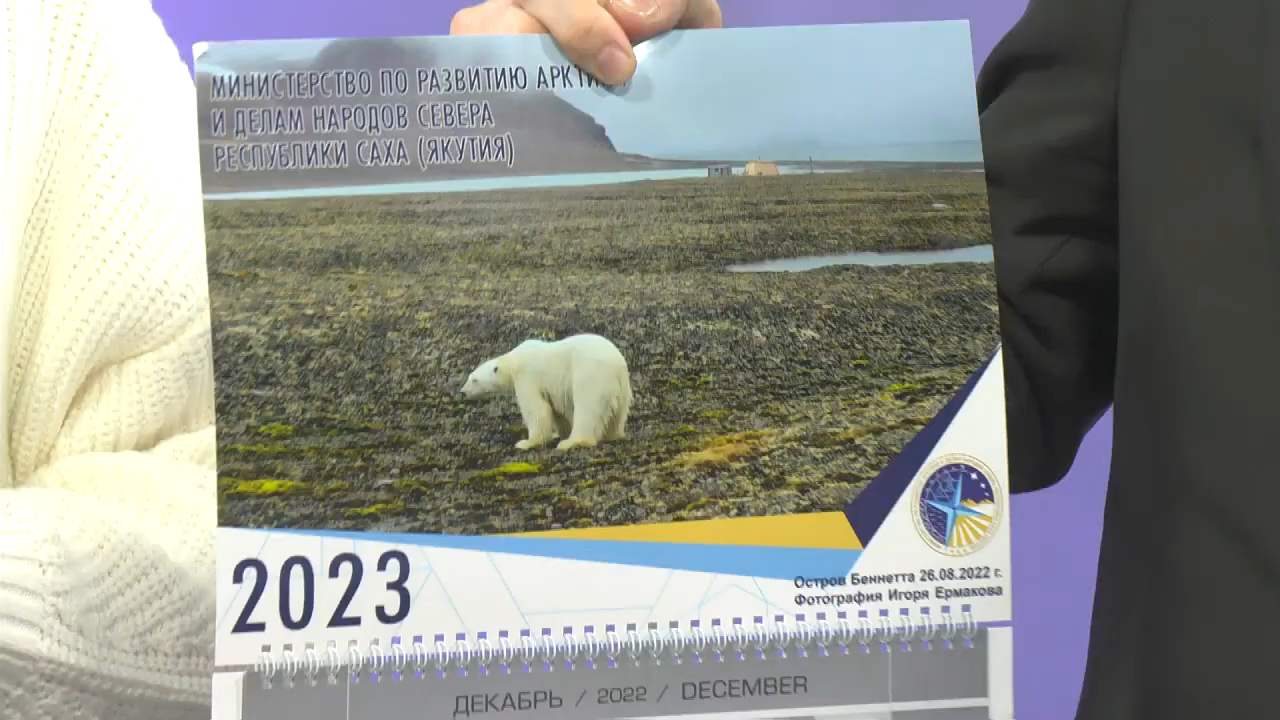 МИНИСТЕРСТВО ПО РАЗВИТИЮ
И ДЕЛАМ НАРОДОВ СЕВЕРА
РЕСПУБЛИКИ САХА (ЯКУТИЯ)
2023
Остров Беннетта 26.08.2022 г.
Фотография Игоря Ермакова
ДЕКАБРЬ / 2022 / DECEMBER